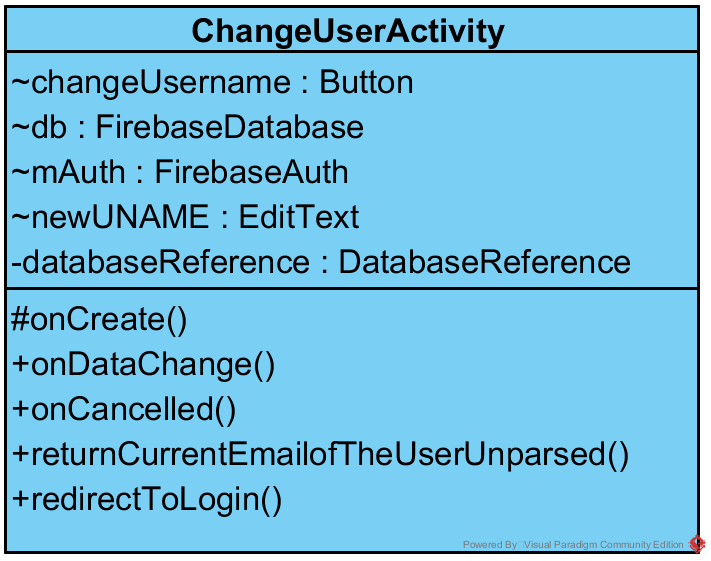 ChangeUserActivity
~changeUsername : Button
~db : FirebaseDatabase
~mAuth : FirebaseAuth
~newUNAME : EditText
-databaseReference : DatabaseReference
#onCreate()
+onDataChange()
+onCancelled()
+returnCurrentEmailofTheUserUnparsed()
+redirectToLogin()
Powered By Visual Paradigm Community Edition